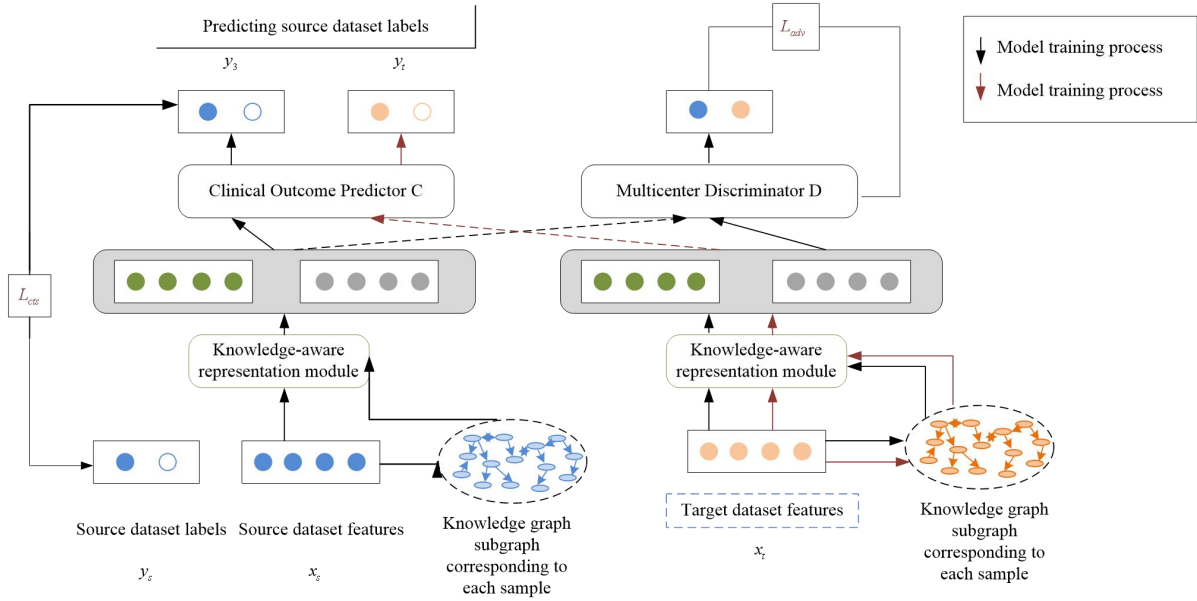 Predicting source dataset labels
y3
yt
Ladv
Model training process
Model training process
Clinical Outcome Predictor C
Multicenter Discriminator D
Lcts
Knowledge-aware
representation module
Knowledge-aware
representation module
Source dataset labels
ys
Source dataset features
xs
Knowledge graph
subgraph
corresponding to
each sample
Target dataset features
xt
Knowledge graph
subgraph
corresponding to
each sample